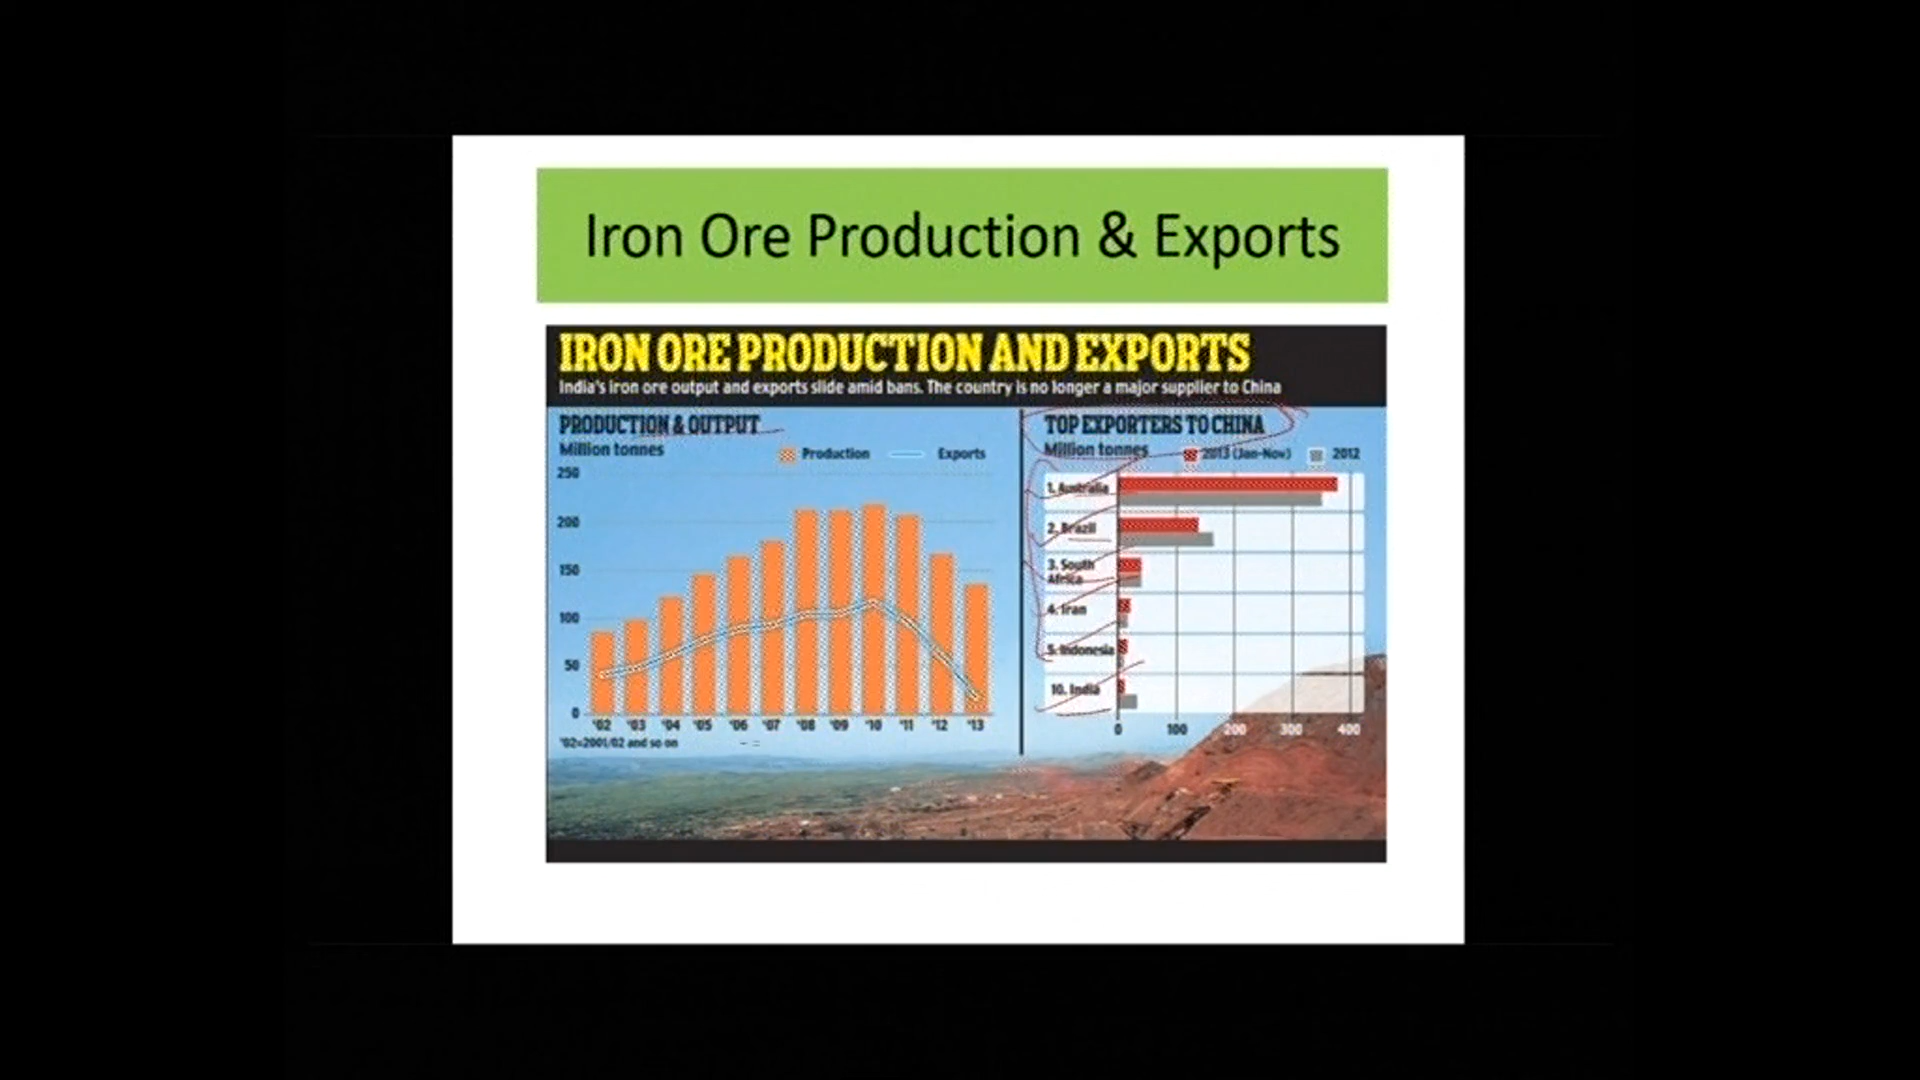 Iron Ore Production & Exports
IRON ORE PRODUCTION AND EXPORTS
India's iron ore output and exports slide amid bans. The country is no longer a major supplier to China
PRODUCTION & OUTPUT
Million tonnes
Production Exports
250
200
150
100
50
0
'02 '03 '04 '05 '06 '07 '08 '09 '10 '11 '12 '13
'02=2001/02 and so on
TOP EXPORTERS TO CHINA
Million tonnes 2013 (Jan-Nov) 2012
1. Australia
2. Brazil
3. South
Africa
4. Iran
5. Indonesia
10. India
0 100 200 300 400